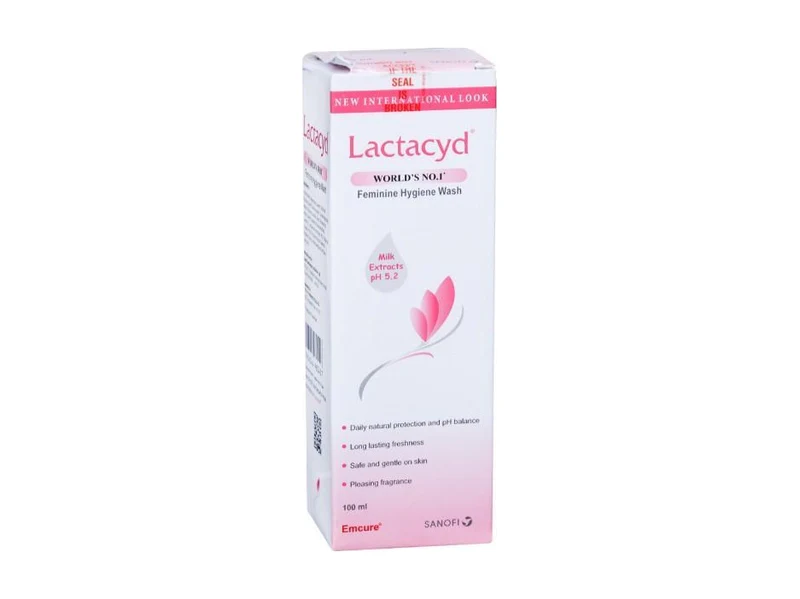 SEAL
IS
BROKEN
NEW INTERNATIONAL LOOK
Lactacyd®
WORLD'S NO.1*
Feminine Hygiene Wash
Milk
Extracts
pH 5.2
• Daily natural protection and pH balance
• Long lasting freshness
• Safe and gentle on skin
• Pleasing fragrance
100 ml
Emcure®
SANOFI
Lactacyd